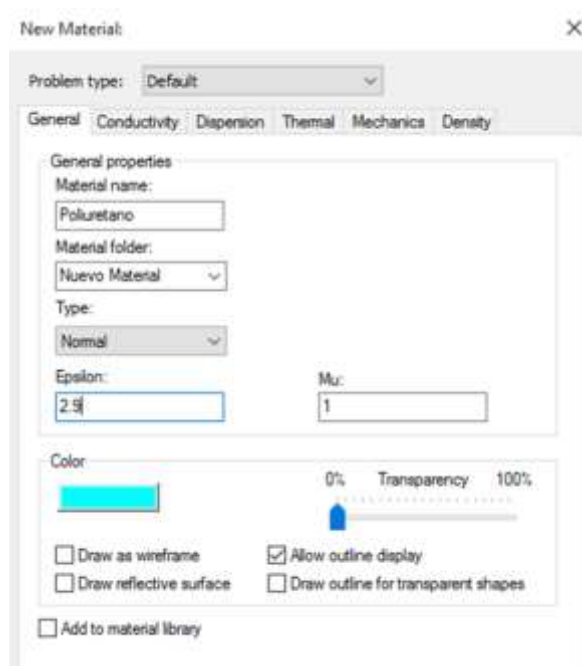 New Material:
Problem type: Default
General Conductivity Dispersion Thermal Mechanics Density
General properties
Material name:
Poliuretano
Material folder:
Nuevo Material
Type:
Normal
Epsilon: Mu:
2.9 1
Color
0% Transparency 100%
Draw as wireframe Allow outline display
Draw reflective surface Draw outline for transparent shapes
Add to material library